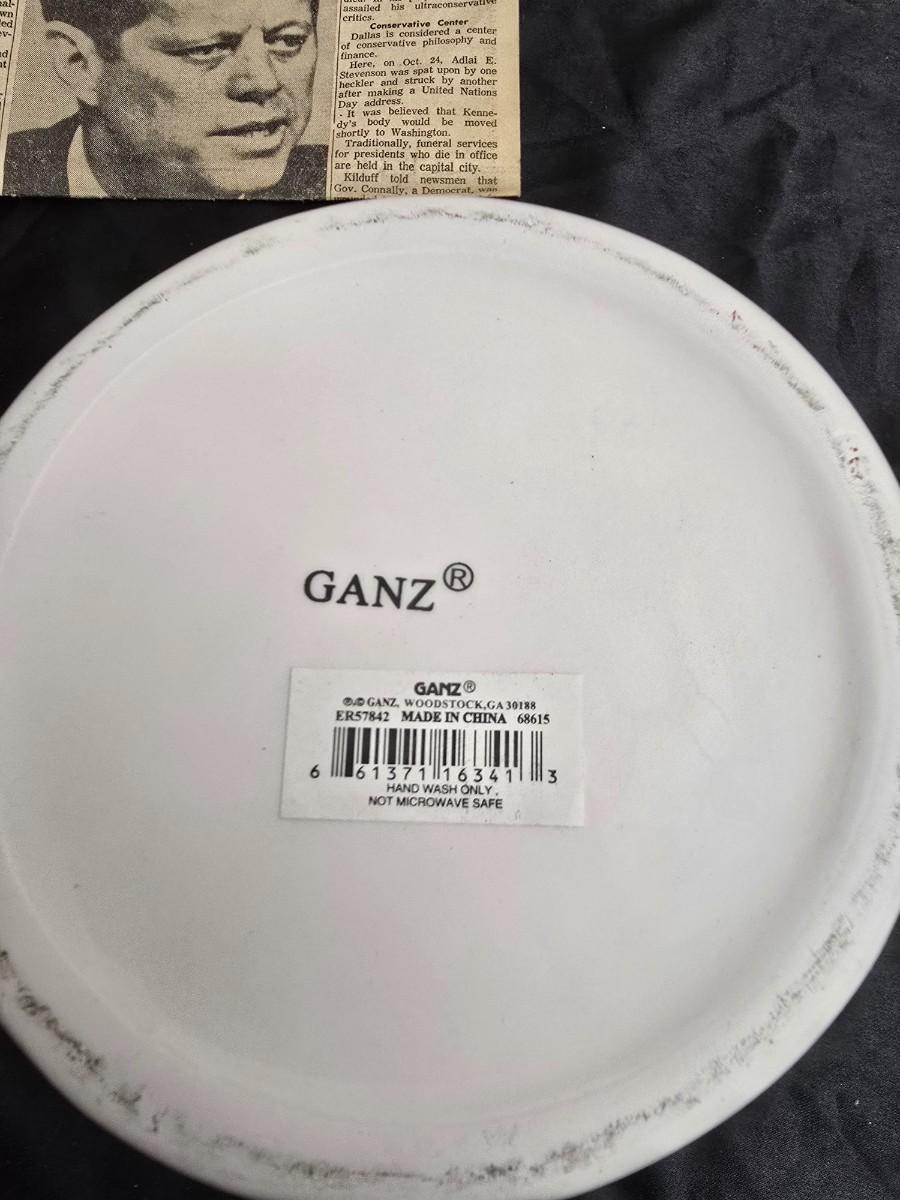 assailed his ultraconservative
critics.
Conservative Center
Dallas is considered a center
of conservative philosophy and
finance.
Here, on Oct. 24, Adlai E.
Stevenson was spat upon by one
heckler and struck by another
after making a United Nations
Day address.
It was believed that Kenne-
dy's body would be moved
shortly to Washington.
Traditionally, funeral services
for presidents who die in office
are held in the capital city.
Kilduff told newsmen that
Gov. Connally, a Democrat, was
GANZ®
GANZ®
®/© GANZ, WOODSTOCK,GA 30188
ER57842 MADE IN CHINA 68615
6 61371 16341 3
HAND WASH ONLY,
NOT MICROWAVE SAFE